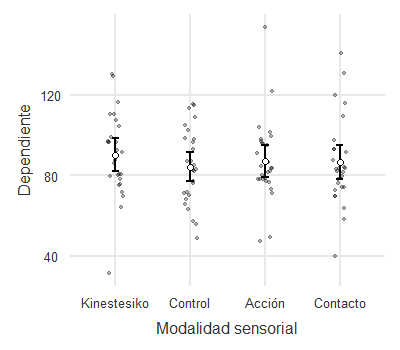 Dependiente
120
80
40
Kinestesiko Control Acción Contacto
Modalidad sensorial